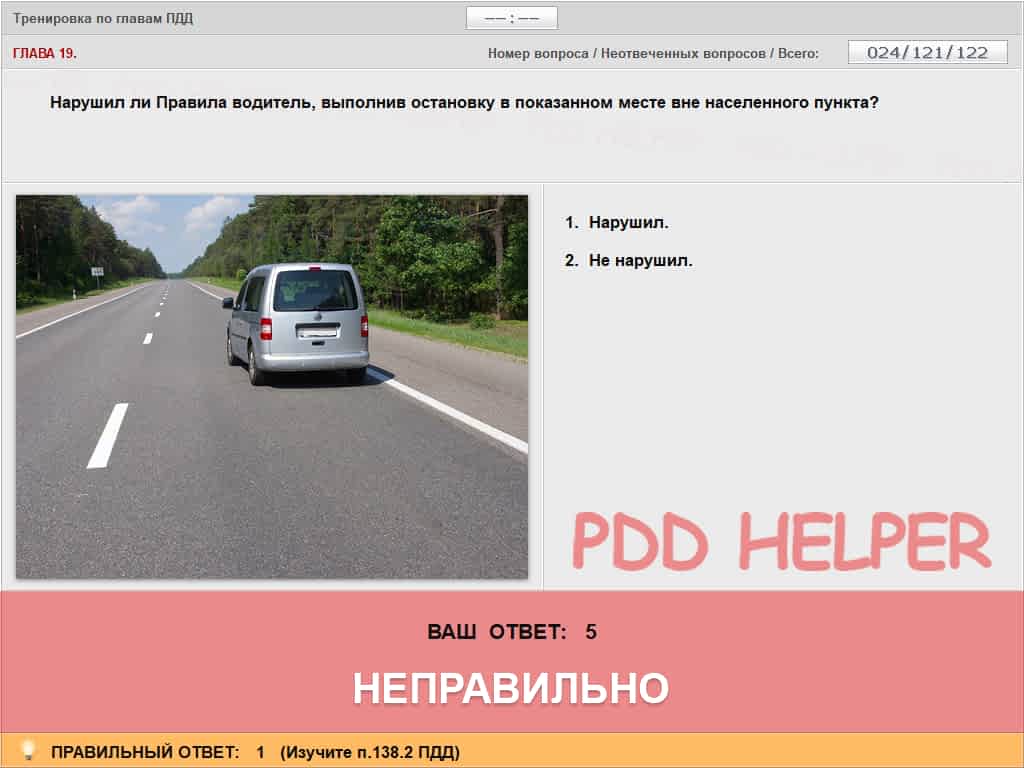 Тренировка по главам ПДД
–– : ––
ГЛАВА 19.
Номер вопроса / Неотвеченных вопросов / Всего: 024/121/122
Нарушил ли Правила водитель, выполнив остановку в показанном месте вне населенного пункта?
1. Нарушил.
2. Не нарушил.
PDD HELPER
ВАШ ОТВЕТ: 5
НЕПРАВИЛЬНО
ПРАВИЛЬНЫЙ ОТВЕТ: 1 (Изучите п.138.2 ПДД)